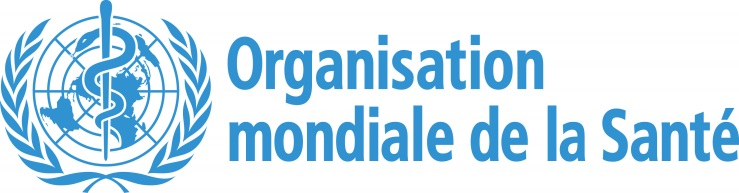 Organisation
mondiale de la Santé